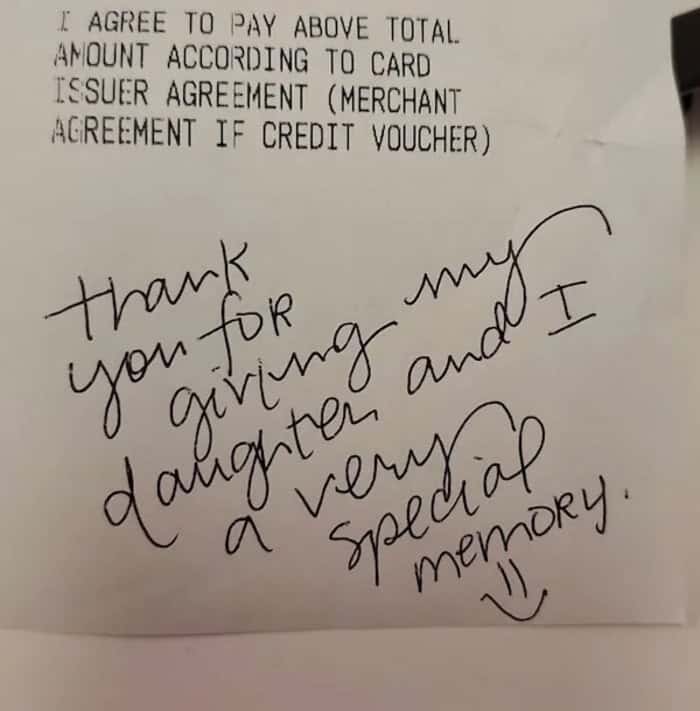 I AGREE TO PAY ABOVE TOTAL
AMOUNT ACCORDING TO CARD
ISSUER AGREEMENT (MERCHANT
AGREEMENT IF CREDIT VOUCHER)
thank
you for
giving my
daughter and I
a very
special
memory.